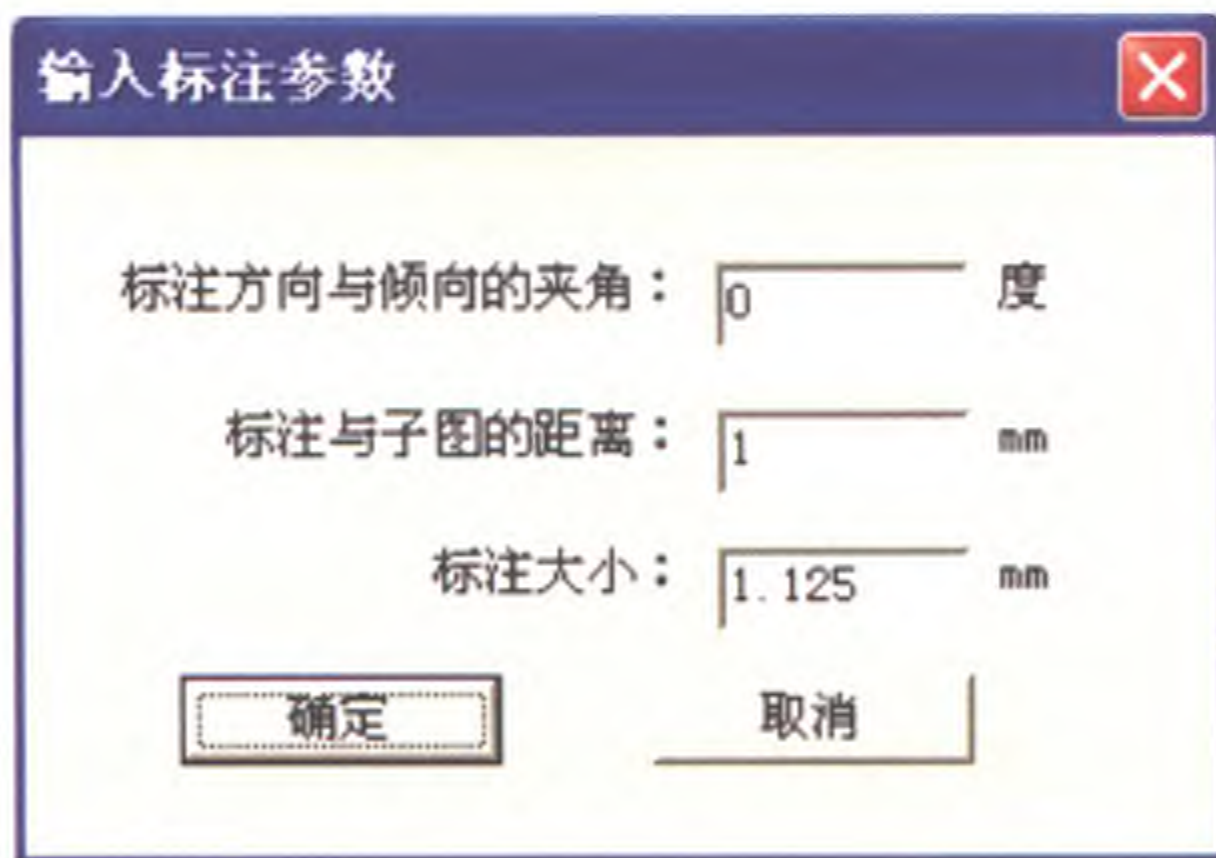 输入标注参数
标注方向与倾向的夹角： 0 度
标注与子图的距离： 1 mm
标注大小： 1.125 mm
确定 取消